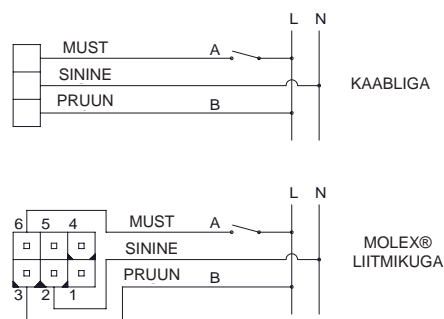 L N
MUST A
SININE
KAABLIGA
PRUUN B
L N
6 5 4
MUST A
SININE
MOLEX®
LIITMIKUGA
PRUUN B
3 2 1